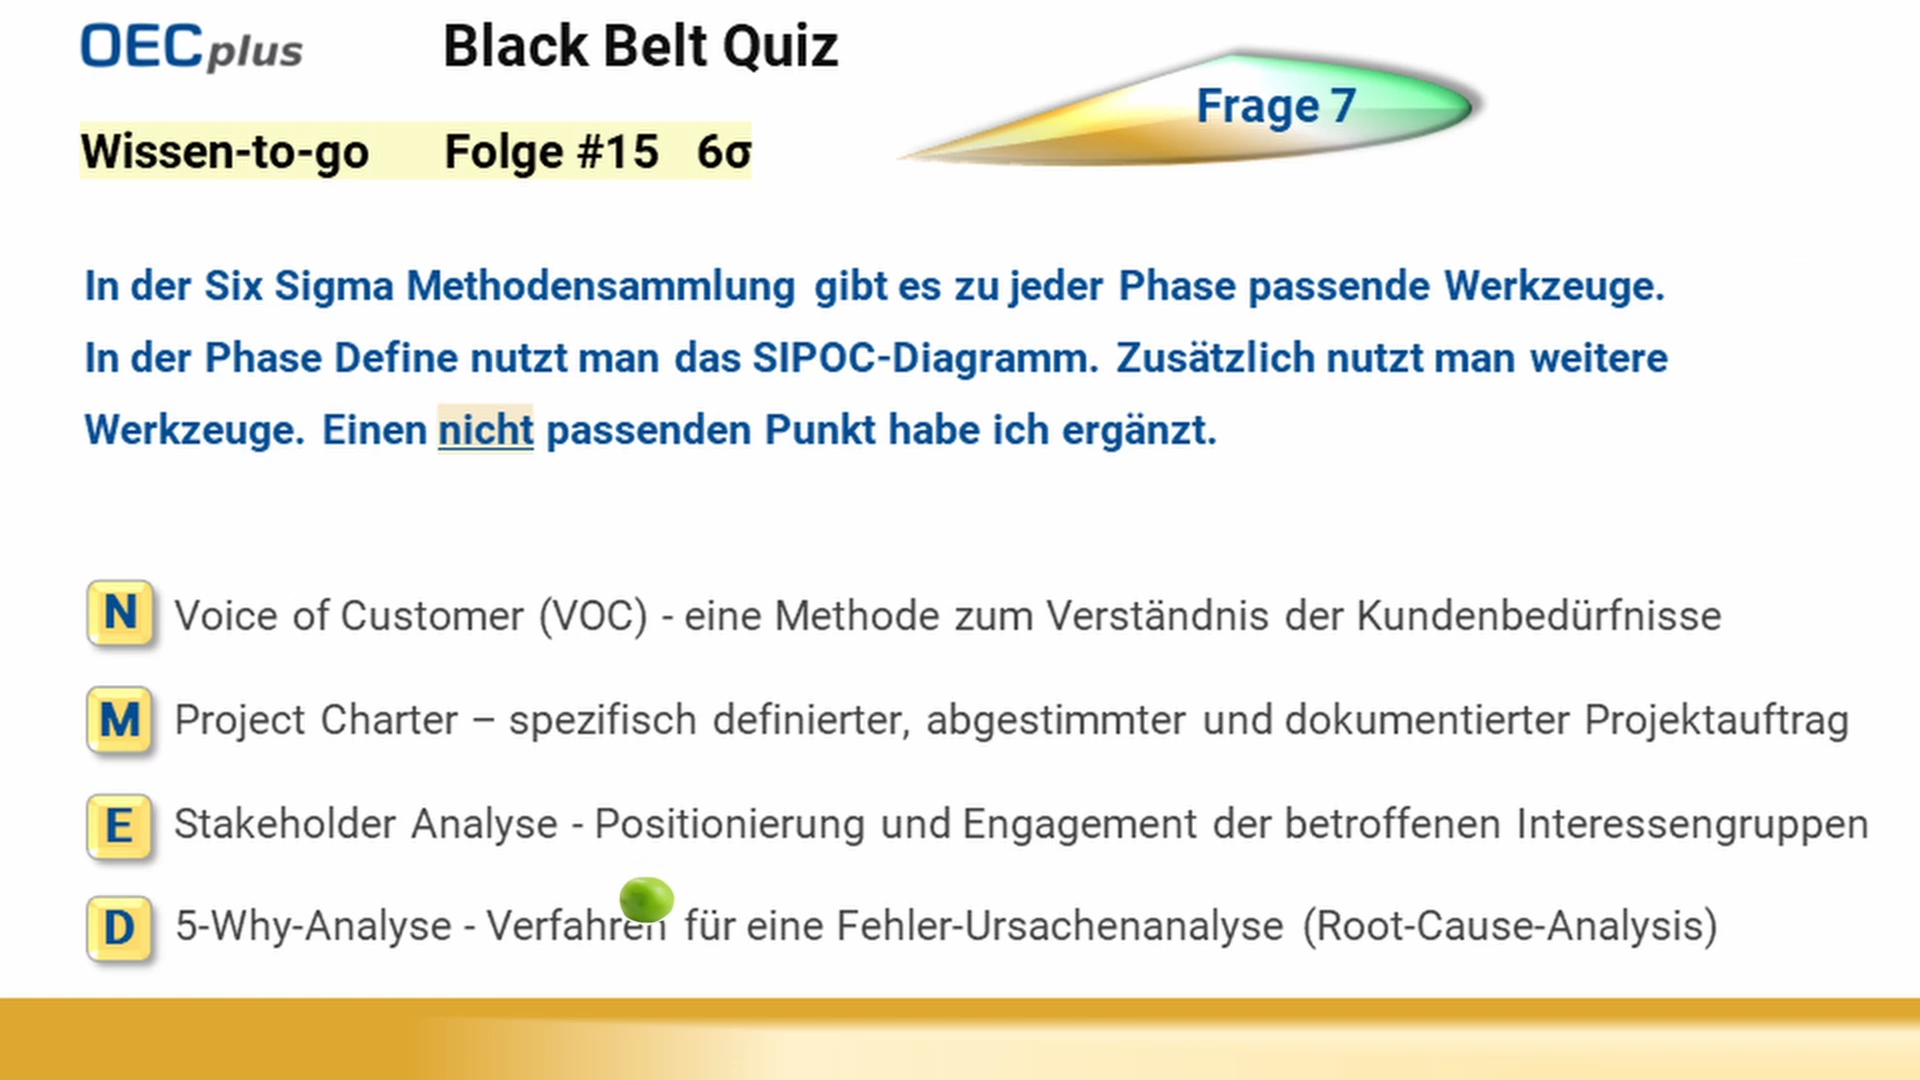 OECplus
Black Belt Quiz
Frage 7
Wissen-to-go Folge #15 6σ
In der Six Sigma Methodensammlung gibt es zu jeder Phase passende Werkzeuge.
In der Phase Define nutzt man das SIPOC-Diagramm. Zusätzlich nutzt man weitere
Werkzeuge. Einen nicht passenden Punkt habe ich ergänzt.
N Voice of Customer (VOC) - eine Methode zum Verständnis der Kundenbedürfnisse
M Project Charter – spezifisch definierter, abgestimmter und dokumentierter Projektauftrag
E Stakeholder Analyse - Positionierung und Engagement der betroffenen Interessengruppen
D 5-Why-Analyse - Verfahren für eine Fehler-Ursachenanalyse (Root-Cause-Analysis)